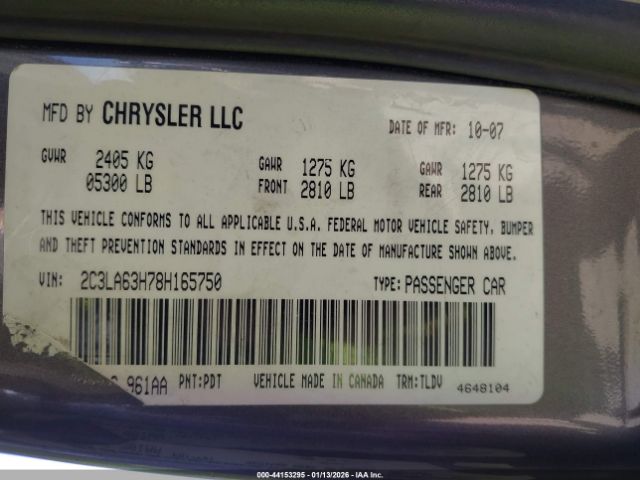 MFD BY CHRYSLER LLC DATE OF MFR: 10-07
GVWR 2405 KG GAWR 1275 KG GAWR 1275 KG
05300 LB FRONT 2810 LB REAR 2810 LB
THIS VEHICLE CONFORMS TO ALL APPLICABLE U.S.A. FEDERAL MOTOR VEHICLE SAFETY, BUMPER
AND THEFT PREVENTION STANDARDS IN EFFECT ON THE DATE OF MANUFACTURE SHOWN ABOVE.
VIN: 2C3LA63H78H165750 TYPE: PASSENGER CAR
961AA PNT:PDT VEHICLE MADE IN CANADA TRM:TLDV 4648104
44153295 - 01/13/2026 - IAA Inc.